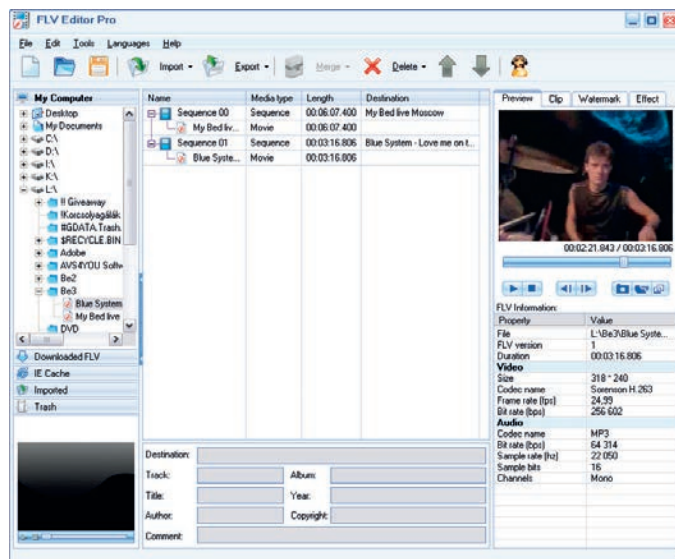 FLV Editor Pro
File Edit Tools Languages Help
Import Export Merge Delete
My Computer
Desktop
My Documents
C:\
D:\
I:\
K:\
L:\
!! Giveaway
!Korcsolyagálák
#GDATA.Trash.
$RECYCLE.BIN
Adobe
AVS4YOU Softw
Be2
Be3
Blue System
My Bed live
DVD
Downloaded FLV
IE Cache
Imported
Trash
Name Media type Length Destination
Sequence 00 Sequence 00:06:07.400 My Bed live Moscow
My Bed liv... Movie 00:06:07.400
Sequence 01 Sequence 00:03:16.806 Blue System - Love me on t...
Blue Syste... Movie 00:03:16.806
Destination:
Track: Album:
Title: Year:
Author: Copyright:
Comment:
Preview Clip Watermark Effect
00:02:21.843 / 00:03:16.806
FLV Information:
Property Value
File L:\Be3\Blue Syste...
FLV version 1
Duration 00:03:16.806
Video
Size 318 * 240
Codec name Sorenson H.263
Frame rate (fps) 24,99
Bit rate (bps) 256 602
Audio
Codec name MP3
Bit rate (bps) 64 314
Sample rate (hz) 22 050
Sample bits 16
Channels Mono